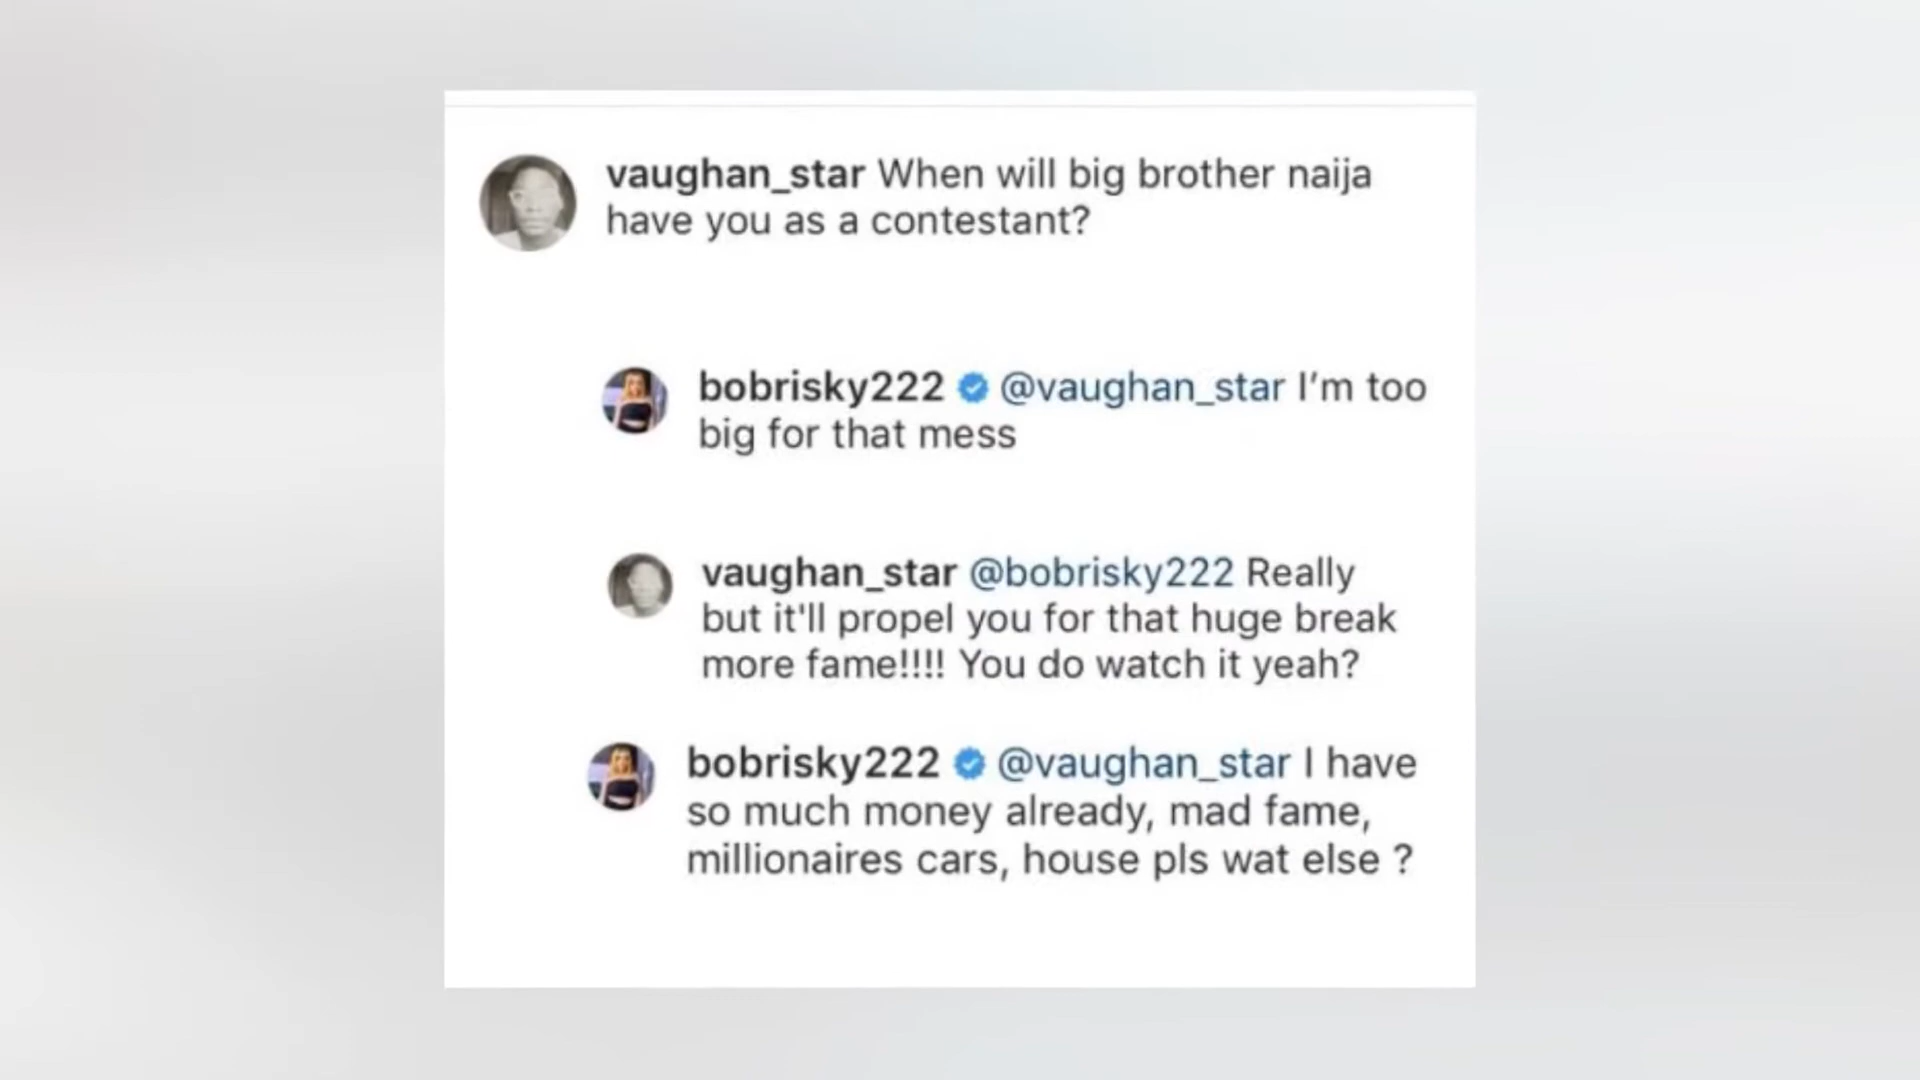 vaughan_star When will big brother naija
have you as a contestant?
bobrisky222 @vaughan_star I’m too
big for that mess
vaughan_star @bobrisky222 Really
but it'll propel you for that huge break
more fame!!!! You do watch it yeah?
bobrisky222 @vaughan_star I have
so much money already, mad fame,
millionaires cars, house pls wat else ?